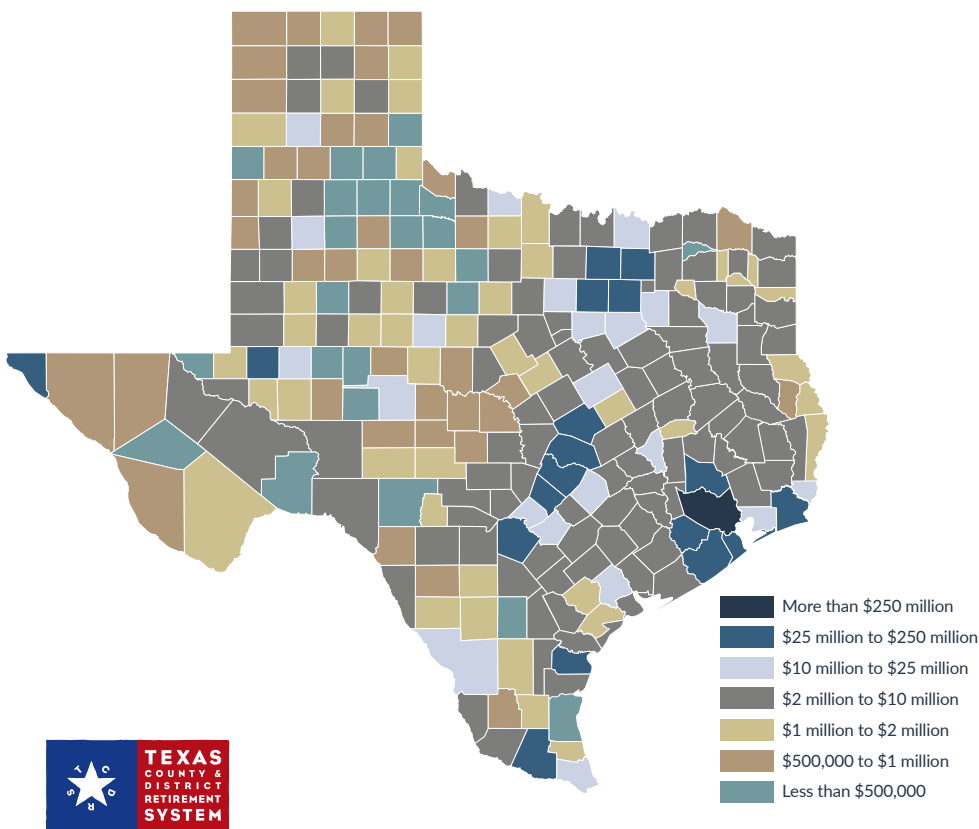 More than $250 million
$25 million to $250 million
$10 million to $25 million
$2 million to $10 million
$1 million to $2 million
$500,000 to $1 million
Less than $500,000
T C D R S
TEXAS
COUNTY &
DISTRICT
RETIREMENT
SYSTEM